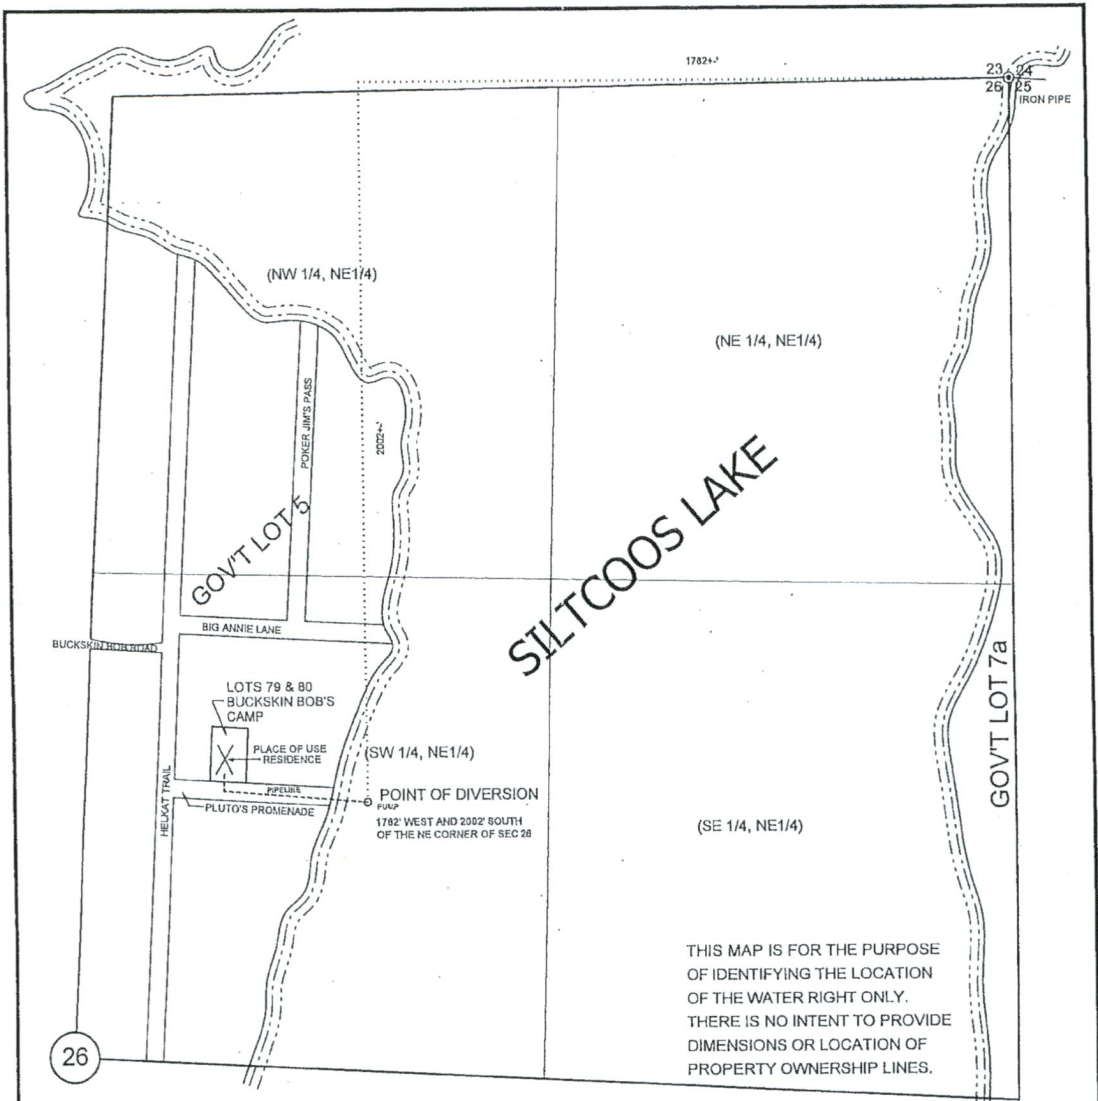 1782+-'
23 24
26 25
IRON PIPE
(NW 1/4, NE1/4)
(NE 1/4, NE1/4)
POKER JIM'S PASS
2002+-'
SILTCOOS LAKE
GOV'T LOT 5
BIG ANNIE LANE
BUCKSKIN BOB ROAD
LOTS 79 & 80
BUCKSKIN BOB'S
CAMP
PLACE OF USE
RESIDENCE
(SW 1/4, NE1/4)
GOV'T LOT 7a
PIPELINE
POINT OF DIVERSION
PUMP
PLUTO'S PROMENADE
HELKAT TRAIL
1782' WEST AND 2002' SOUTH
OF THE NE CORNER OF SEC 26
(SE 1/4, NE1/4)
THIS MAP IS FOR THE PURPOSE
OF IDENTIFYING THE LOCATION
OF THE WATER RIGHT ONLY.
THERE IS NO INTENT TO PROVIDE
DIMENSIONS OR LOCATION OF
PROPERTY OWNERSHIP LINES.
26